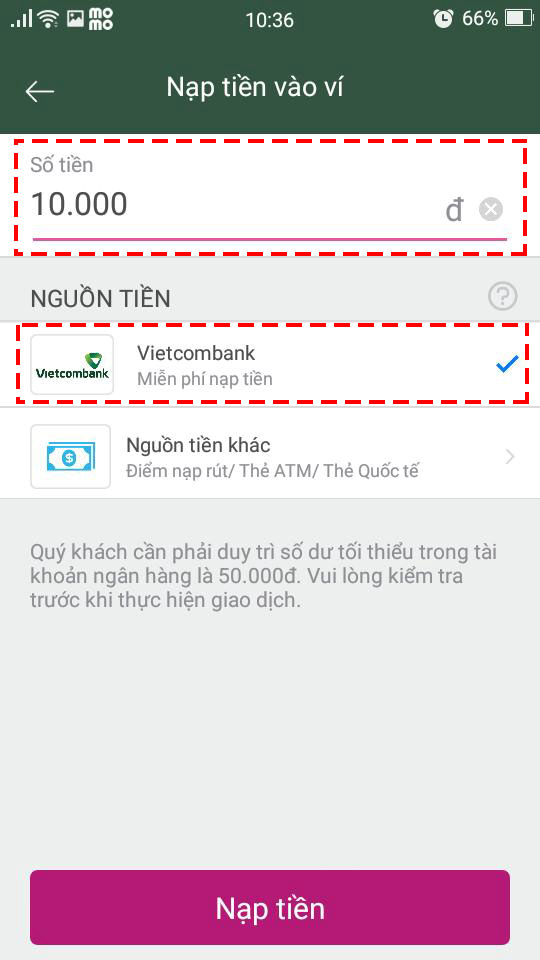 momo
10:36
66%
Nạp tiền vào ví
Số tiền
10.000
đ
NGUỒN TIỀN
?
Vietcombank
Vietcombank
Miễn phí nạp tiền
$
Nguồn tiền khác
Điểm nạp rút/ Thẻ ATM/ Thẻ Quốc tế
Quý khách cần phải duy trì số dư tối thiểu trong tài
khoản ngân hàng là 50.000đ. Vui lòng kiểm tra
trước khi thực hiện giao dịch.
Nạp tiền